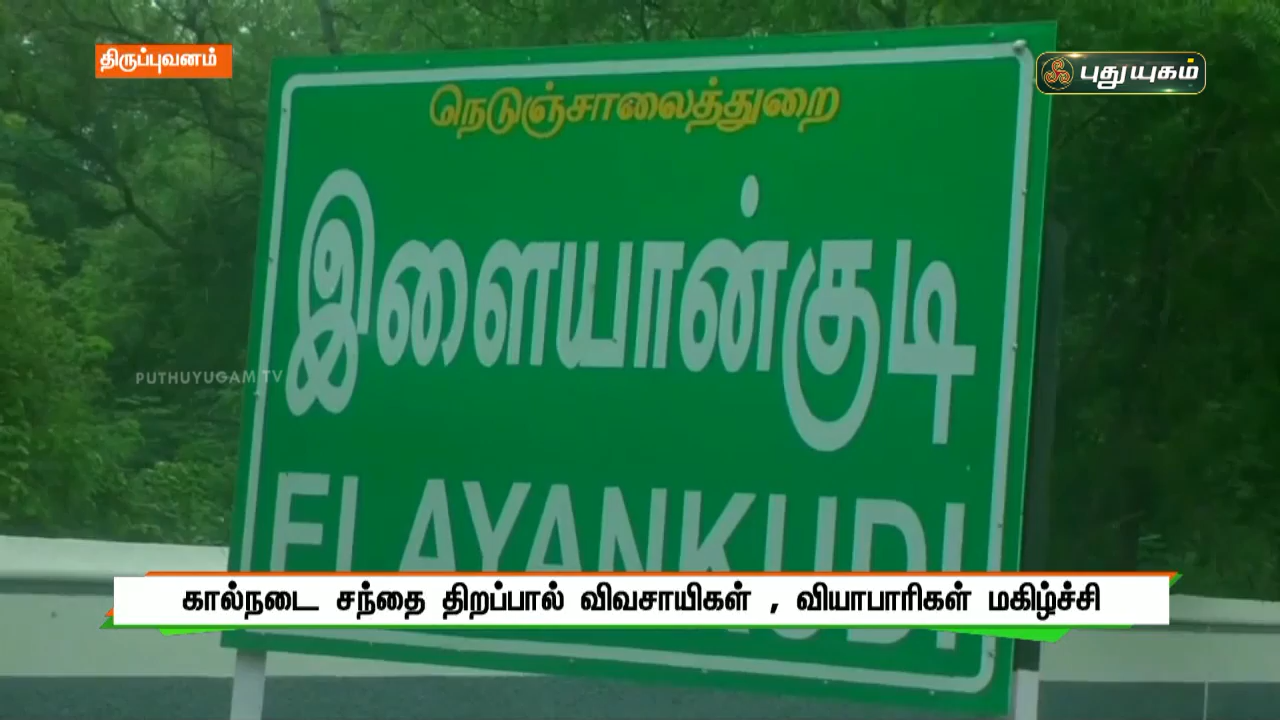 திருப்புவனம்
புதுயுகம்
நெடுஞ்சாலைத்துறை
இளையான்குடி
PUTHUYUGAM TV
ELAYANKUDI
கால்நடை சந்தை திறப்பால் விவசாயிகள் , வியாபாரிகள் மகிழ்ச்சி